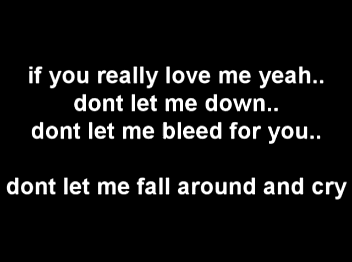 if you really love me yeah..
dont let me down..
dont let me bleed for you..
dont let me fall around and cry